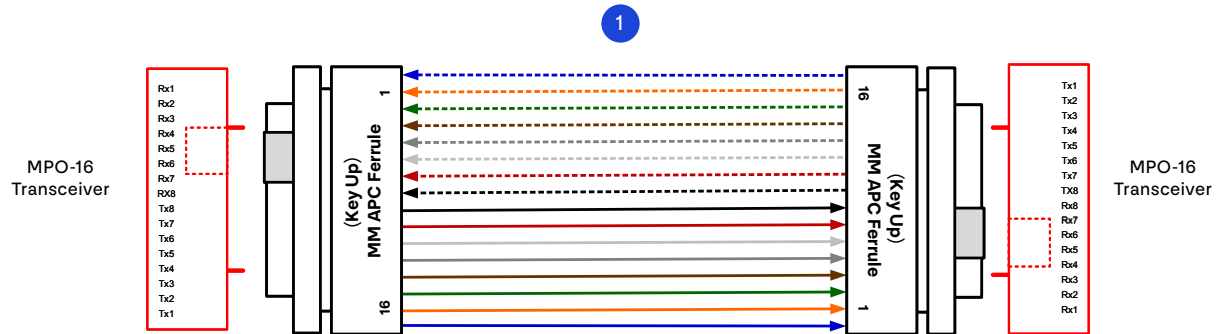 1
MPO-16
Transceiver
Rx1
Rx2
Rx3
Rx4
Rx5
Rx6
Rx7
RX8
Tx8
Tx7
Tx6
Tx5
Tx4
Tx3
Tx2
Tx1
1
(Key Up)
MM APC Ferrule
16
16
(Key Up)
MM APC Ferrule
1
Tx1
Tx2
Tx3
Tx4
Tx5
Tx6
Tx7
TX8
Rx8
Rx7
Rx6
Rx5
Rx4
Rx3
Rx2
Rx1
MPO-16
Transceiver